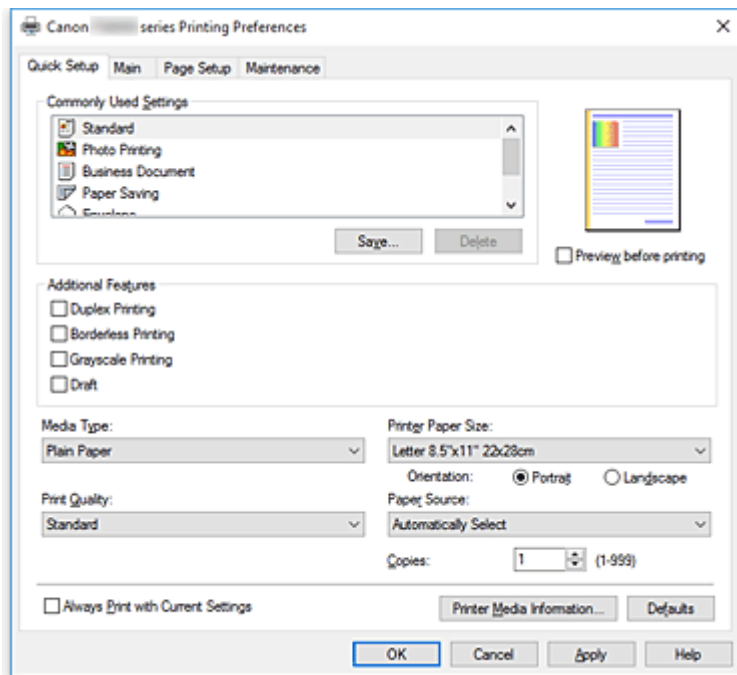 Canon series Printing Preferences
Quick Setup Main Page Setup Maintenance
Commonly Used Settings
Standard
Photo Printing
Business Document
Paper Saving
Envelope
Save... Delete
Preview before printing
Additional Features
Duplex Printing
Borderless Printing
Grayscale Printing
Draft
Media Type: Printer Paper Size:
Plain Paper Letter 8.5"x11" 22x28cm
Orientation: Portrait Landscape
Print Quality: Paper Source:
Standard Automatically Select
Copies: 1 (1-999)
Always Print with Current Settings Printer Media Information... Defaults
OK Cancel Apply Help